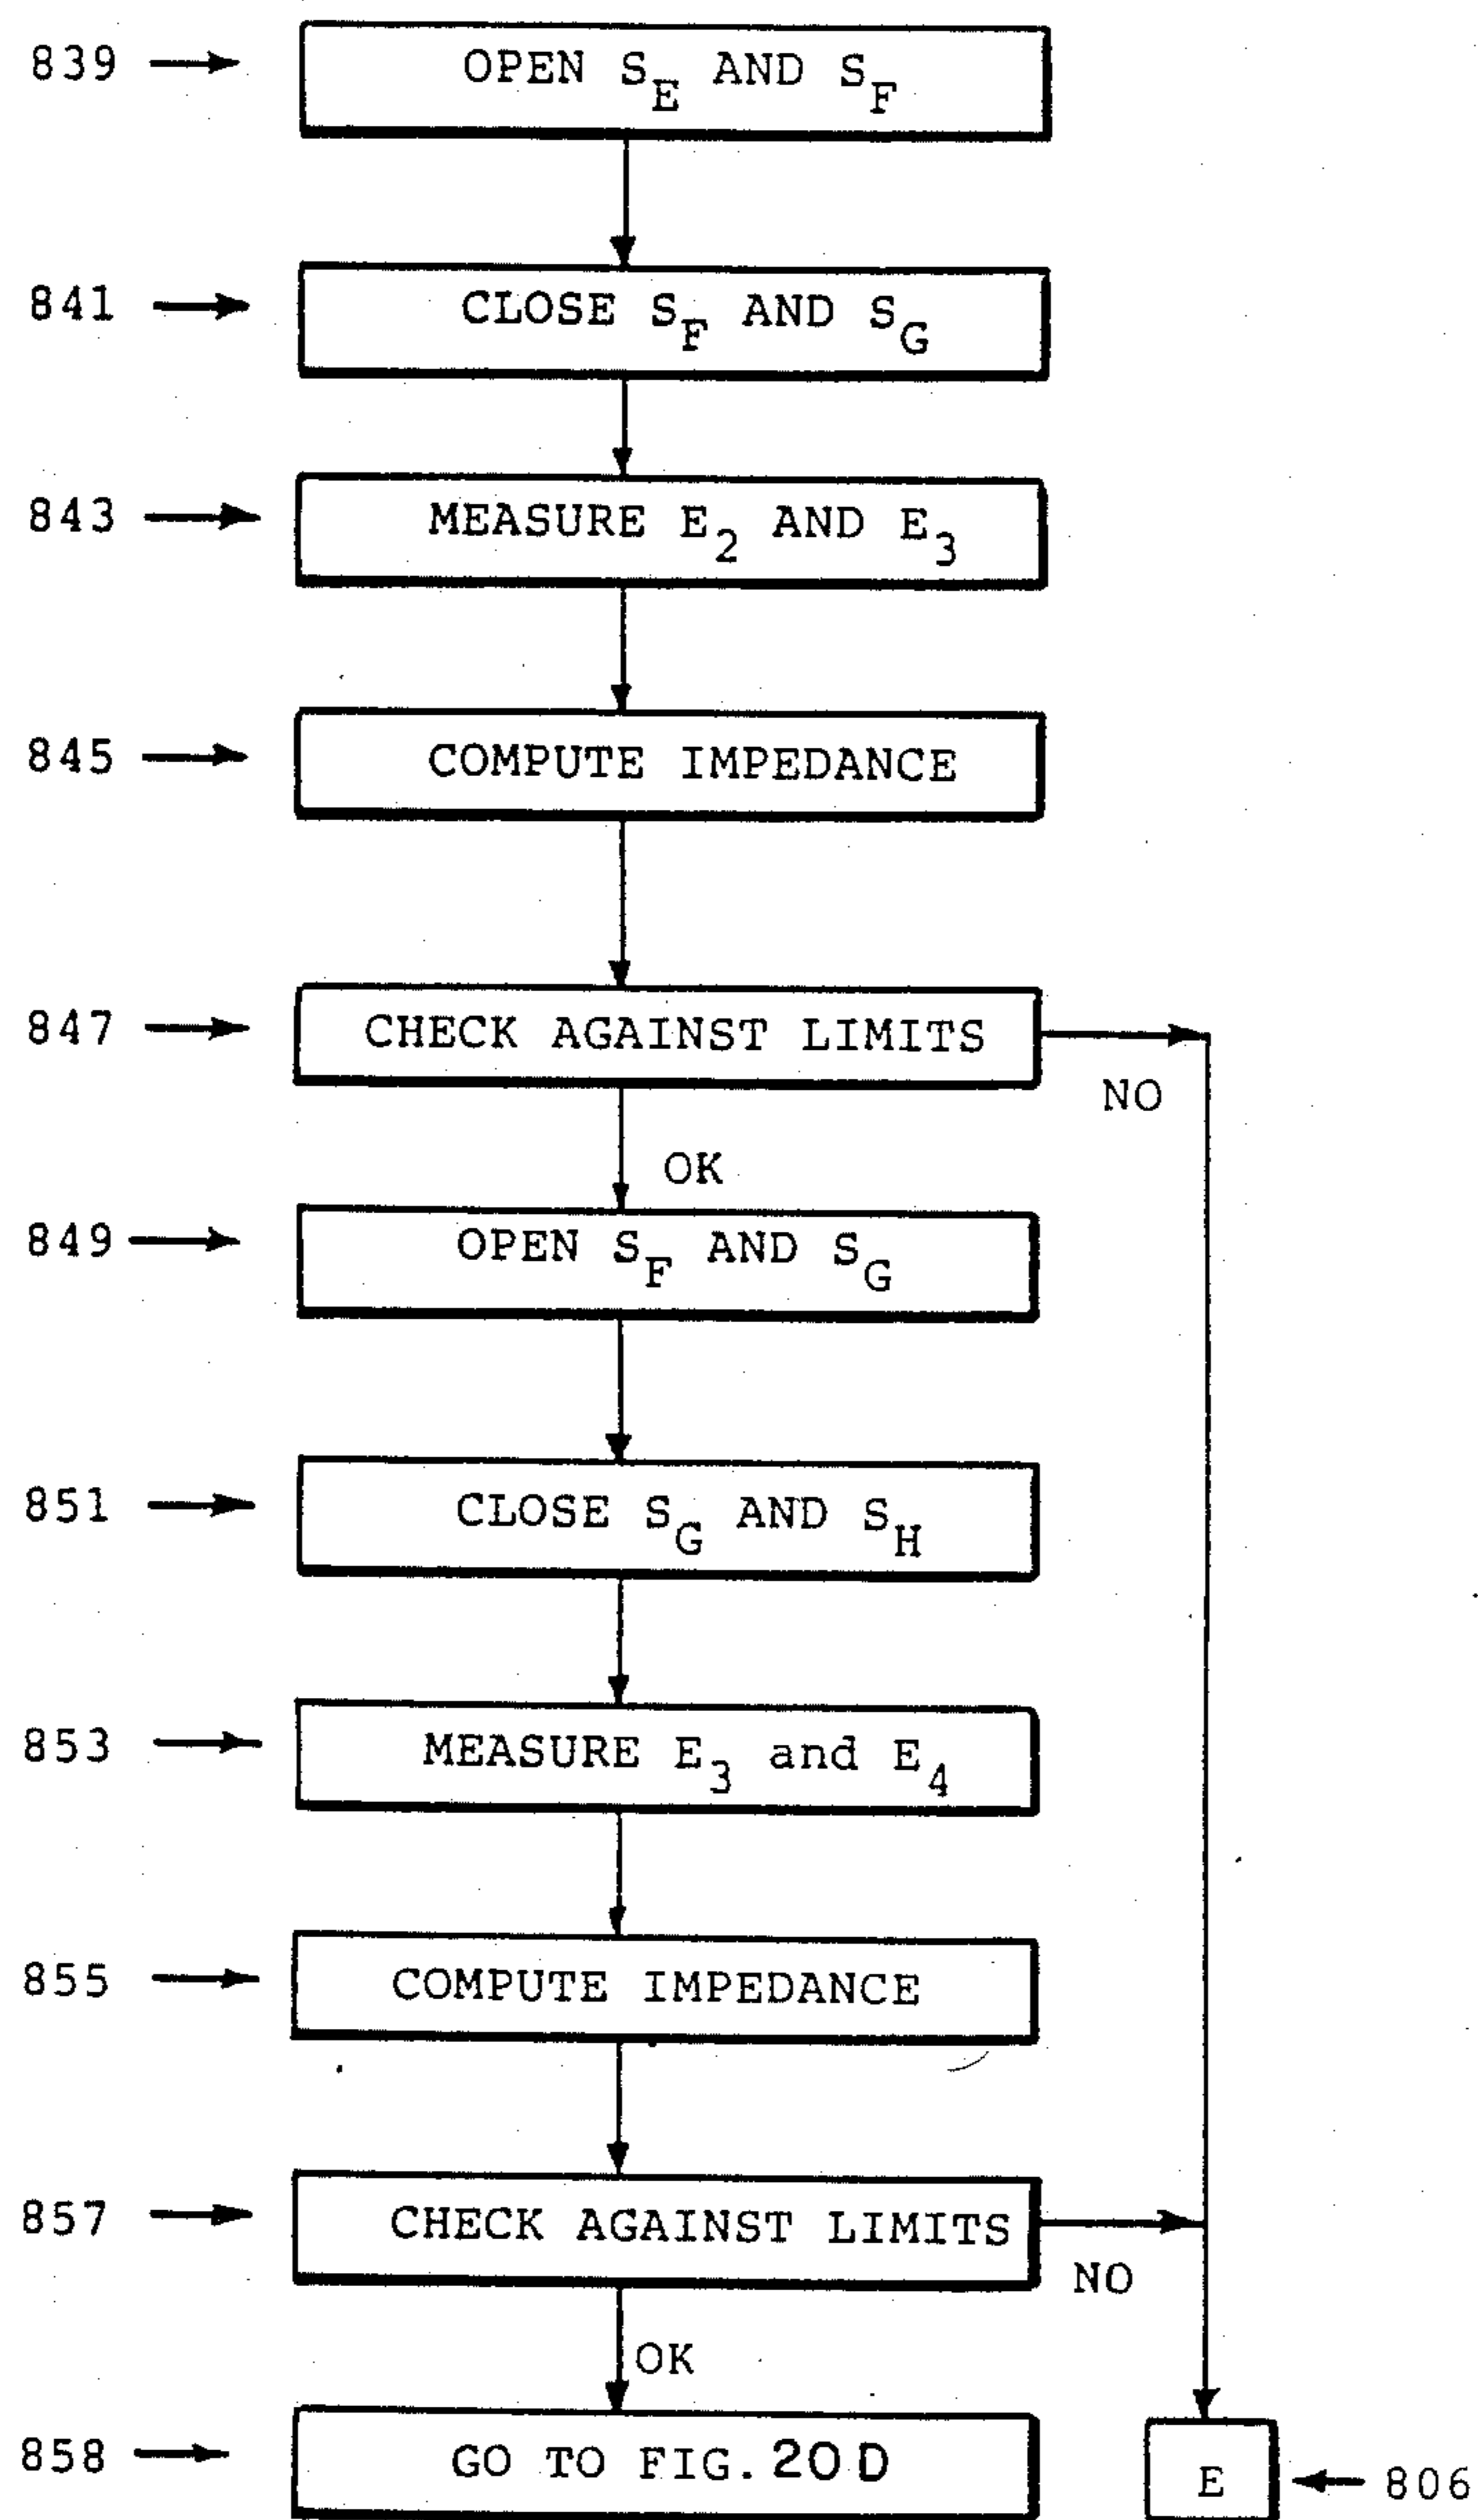 839 OPEN S_E AND S_F
841 CLOSE S_F AND S_G
843 MEASURE E_2 AND E_3
845 COMPUTE IMPEDANCE
847 CHECK AGAINST LIMITS
NO
OK
849 OPEN S_F AND S_G
851 CLOSE S_G AND S_H
853 MEASURE E_3 and E_4
855 COMPUTE IMPEDANCE
857 CHECK AGAINST LIMITS
NO
OK
858 GO TO FIG. 20 D
E 806